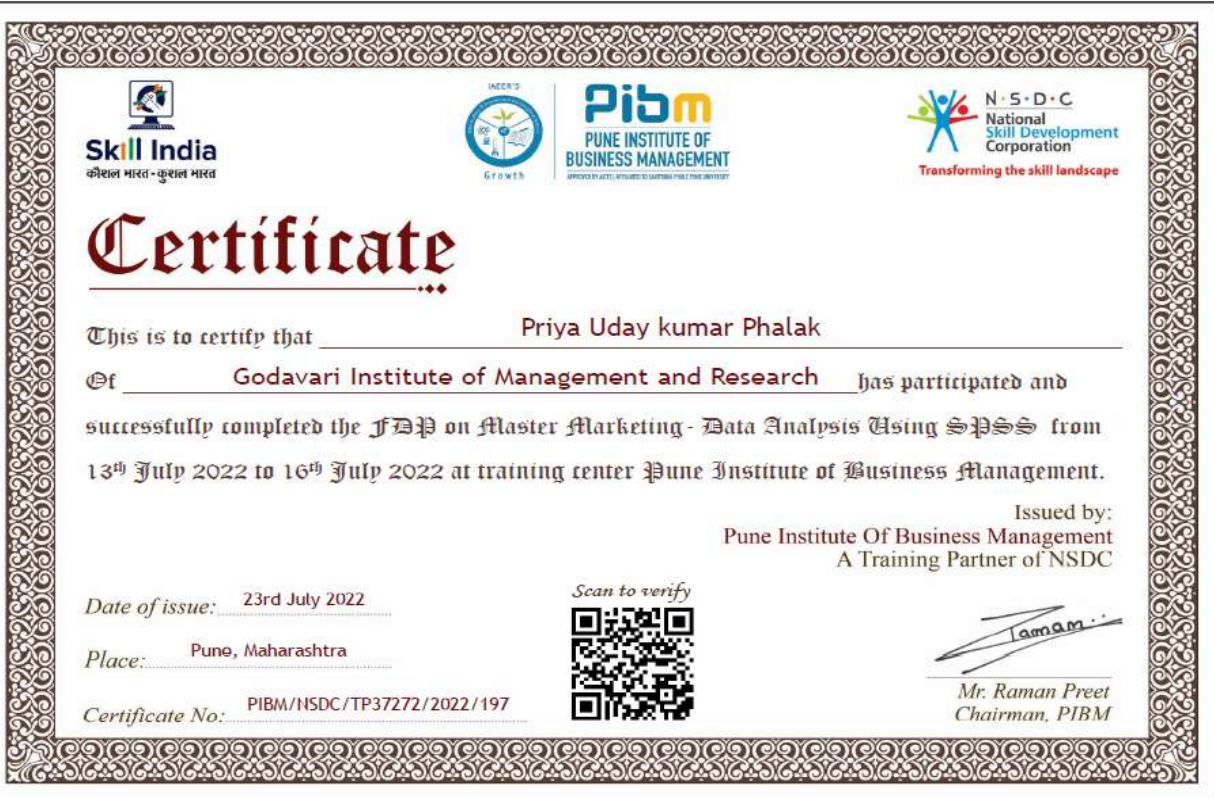 Skill India
कौशल भारत - कुशल भारत
INEER'S
Growth
Pibm
PUNE INSTITUTE OF
BUSINESS MANAGEMENT
N·S·D·C
National
Skill Development
Corporation
Transforming the skill landscape
Certificate
This is to certify that Priya Uday kumar Phalak
Of Godavari Institute of Management and Research has participated and
successfully completed the FDP on Master Marketing - Data Analysis Using SPSS from
13th July 2022 to 16th July 2022 at training center Pune Institute of Business Management.
Issued by:
Pune Institute Of Business Management
A Training Partner of NSDC
Date of issue: 23rd July 2022
Place: Pune, Maharashtra
Certificate No: PIBM/NSDC/TP37272/2022/197
Scan to verify
Raman
Mr. Raman Preet
Chairman, PIBM